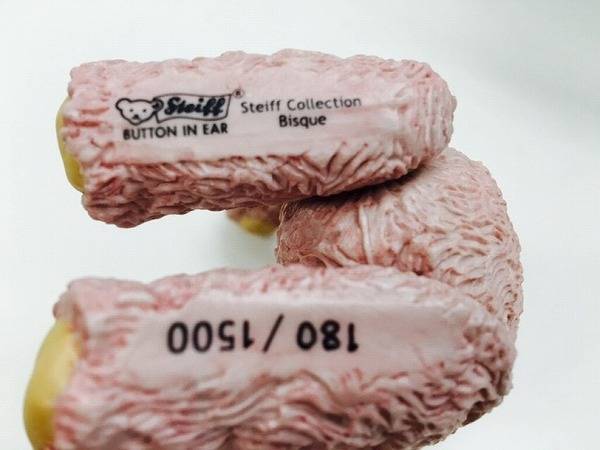 Steiff® Steiff Collection
BUTTON IN EAR Bisque
180 / 1500